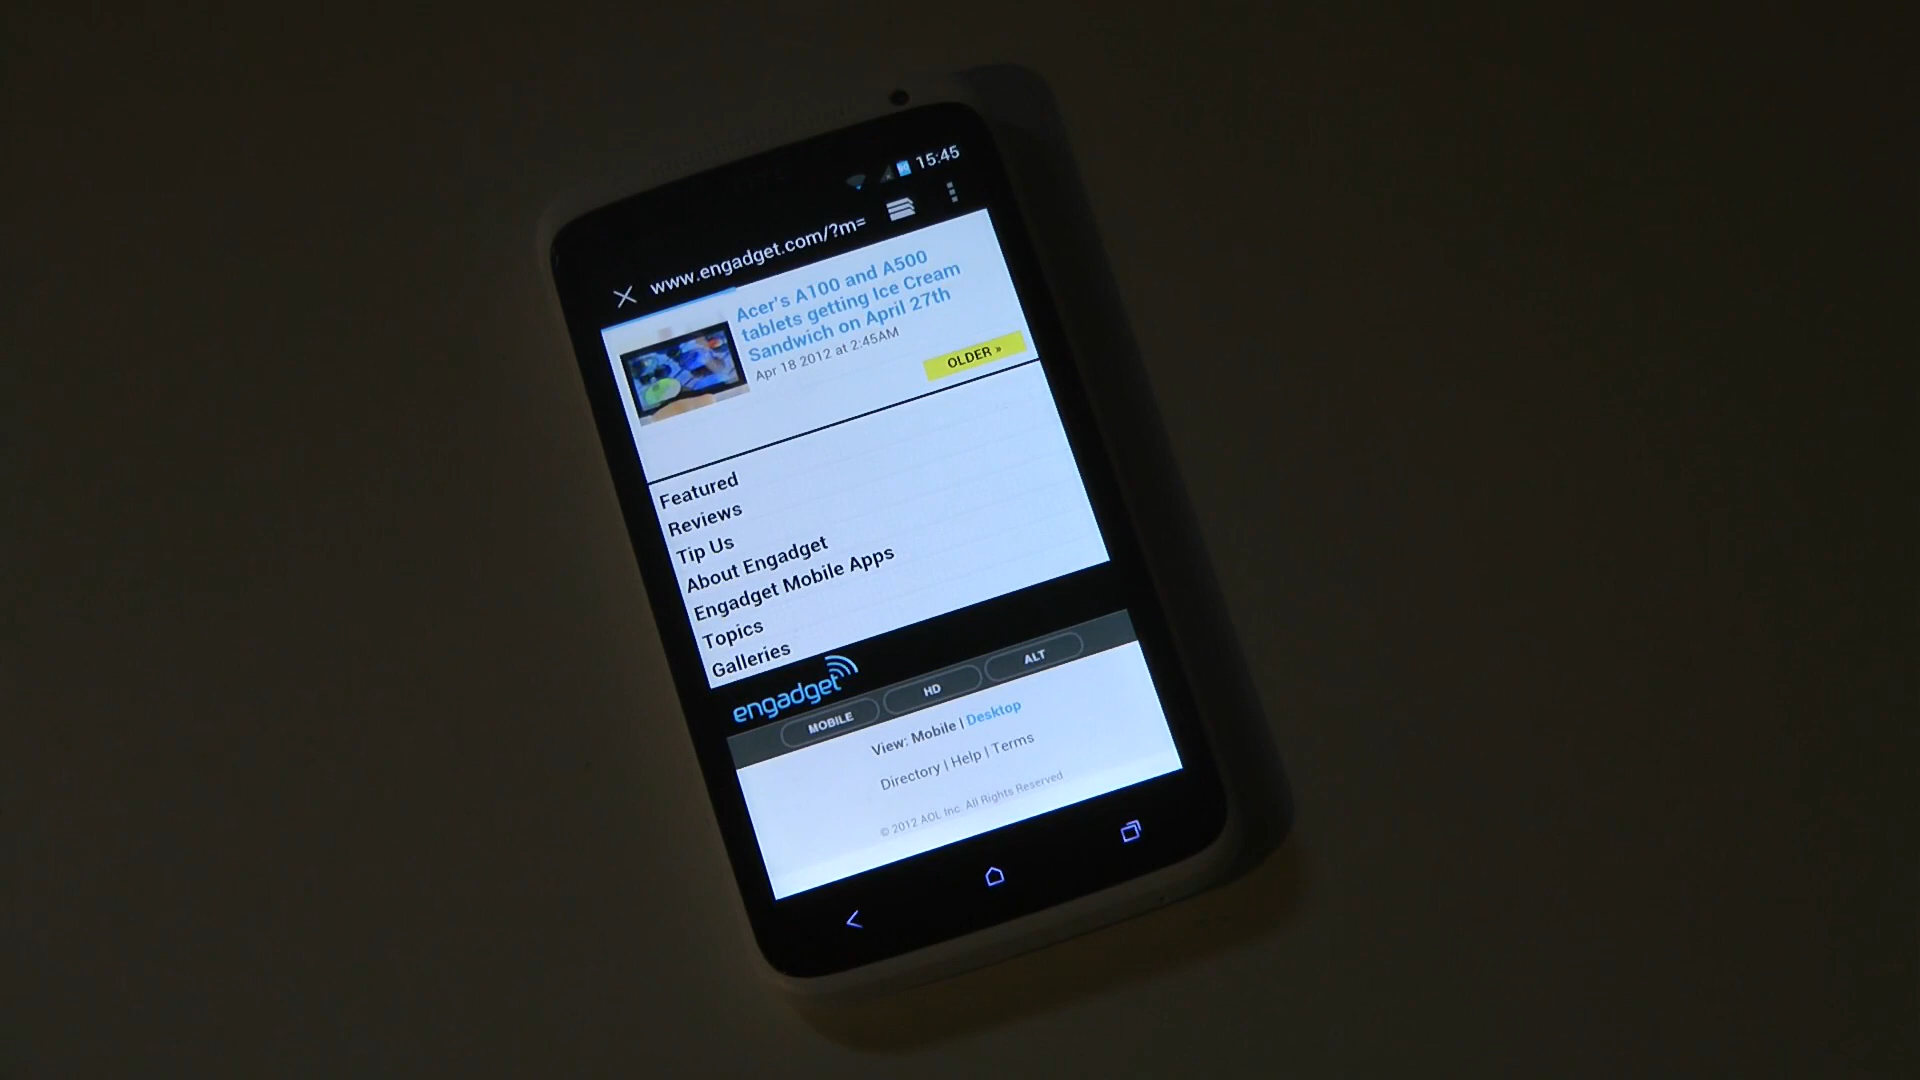 15:45
www.engadget.com/?m=
Acer's A100 and A500
tablets getting Ice Cream
Sandwich on April 27th
Apr 18 2012 at 2:45AM
OLDER »
Featured
Reviews
Tip Us
About Engadget
Engadget Mobile Apps
Topics
Galleries
engadget
MOBILE HD ALT
View: Mobile | Desktop
Directory | Help | Terms
© 2012 AOL Inc. All Rights Reserved